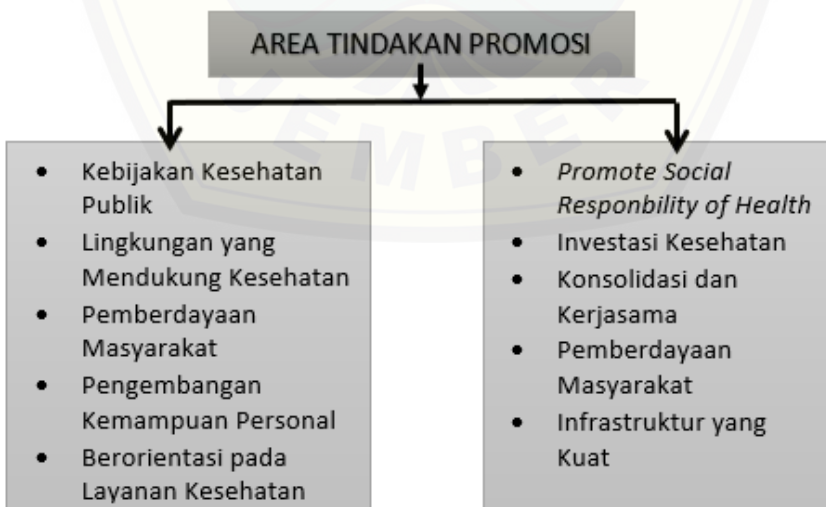 AREA TINDAKAN PROMOSI
JEMBER
• Kebijakan Kesehatan
Publik
• Lingkungan yang
Mendukung Kesehatan
• Pemberdayaan
Masyarakat
• Pengembangan
Kemampuan Personal
• Berorientasi pada
Layanan Kesehatan
• Promote Social
Responbility of Health
• Investasi Kesehatan
• Konsolidasi dan
Kerjasama
• Pemberdayaan
Masyarakat
• Infrastruktur yang
Kuat